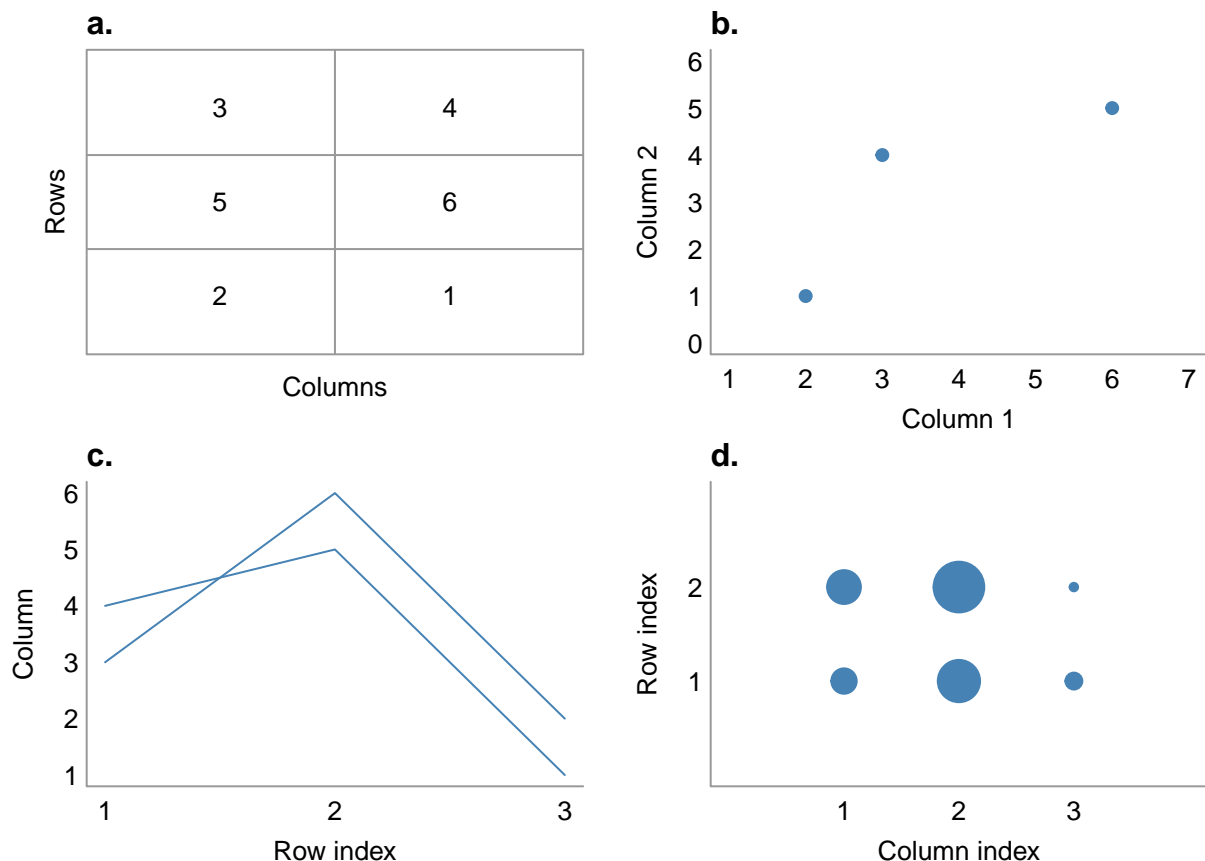 a.
3 4
5 6
2 1
Rows
Columns
b.
6
5
4
3
2
1
0
Column 2
1 2 3 4 5 6 7
Column 1
c.
6
5
4
3
2
1
Column
1 2 3
Row index
d.
2
1
Row index
1 2 3
Column index